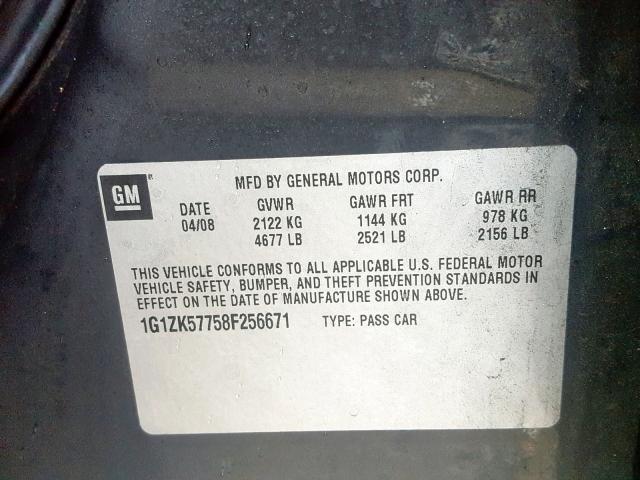 GM
MFD BY GENERAL MOTORS CORP.
DATE GVWR GAWR FRT GAWR RR
04/08 2122 KG 1144 KG 978 KG
4677 LB 2521 LB 2156 LB
THIS VEHICLE CONFORMS TO ALL APPLICABLE U.S. FEDERAL MOTOR
VEHICLE SAFETY, BUMPER, AND THEFT PREVENTION STANDARDS IN
EFFECT ON THE DATE OF MANUFACTURE SHOWN ABOVE.
1G1ZK57758F256671 TYPE: PASS CAR